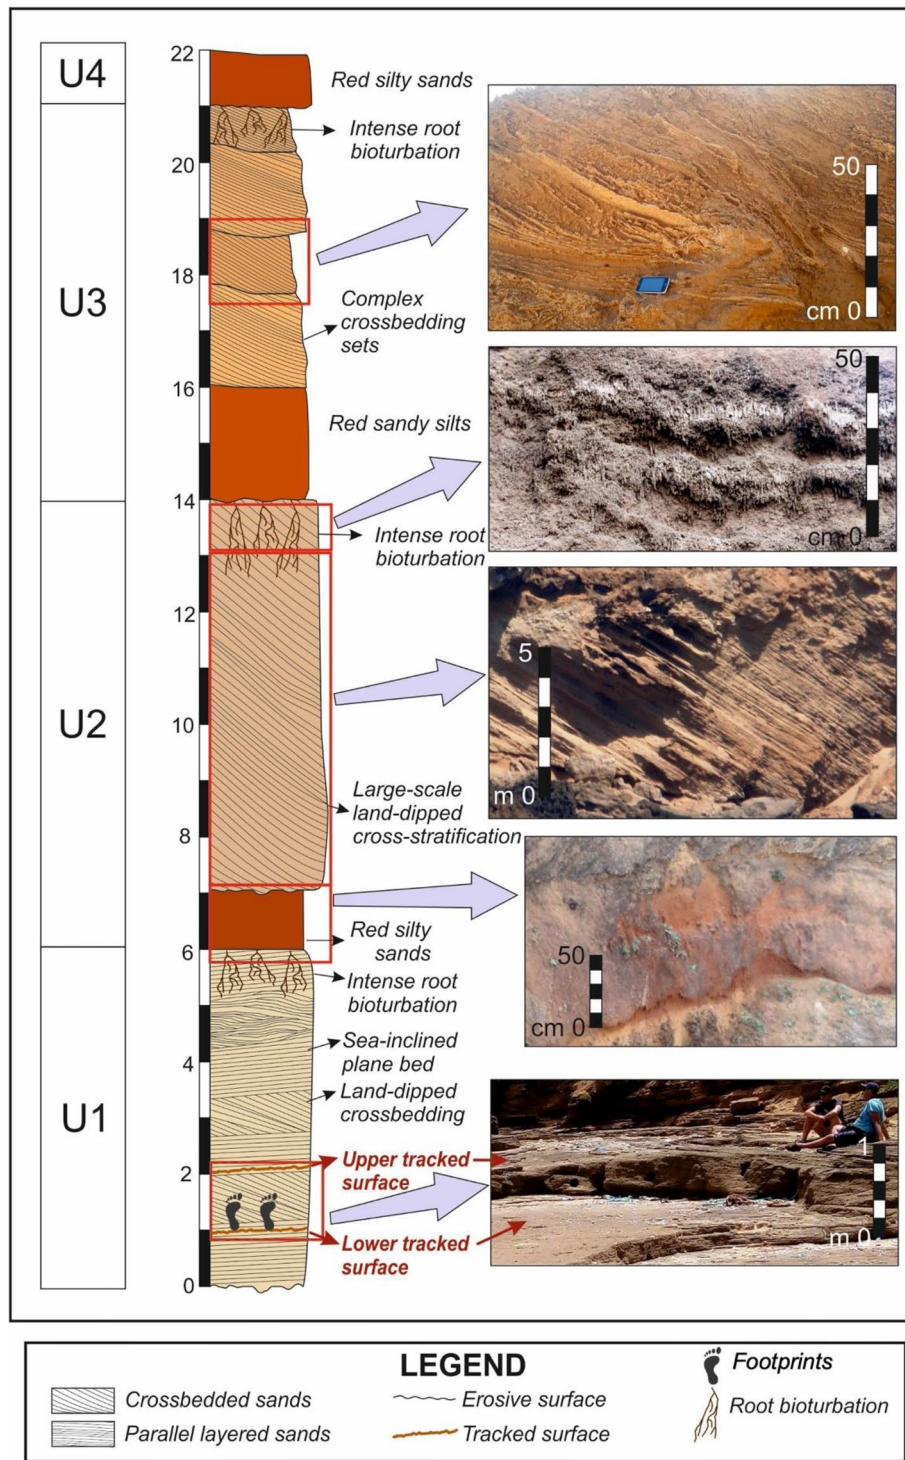 U4
U3
U2
U1
22
20
18
16
14
12
10
8
6
4
2
0
Red silty sands
Intense root
bioturbation
Complex
crossbedding
sets
Red sandy silts
Intense root
bioturbation
Large-scale
land-dipped
cross-stratification
Red silty
sands
Intense root
bioturbation
Sea-inclined
plane bed
Land-dipped
crossbedding
Upper tracked
surface
Lower tracked
surface
50
cm 0
50
cm 0
5
m 0
50
cm 0
1
m 0
LEGEND
Crossbedded sands
Parallel layered sands
Erosive surface
Tracked surface
Footprints
Root bioturbation